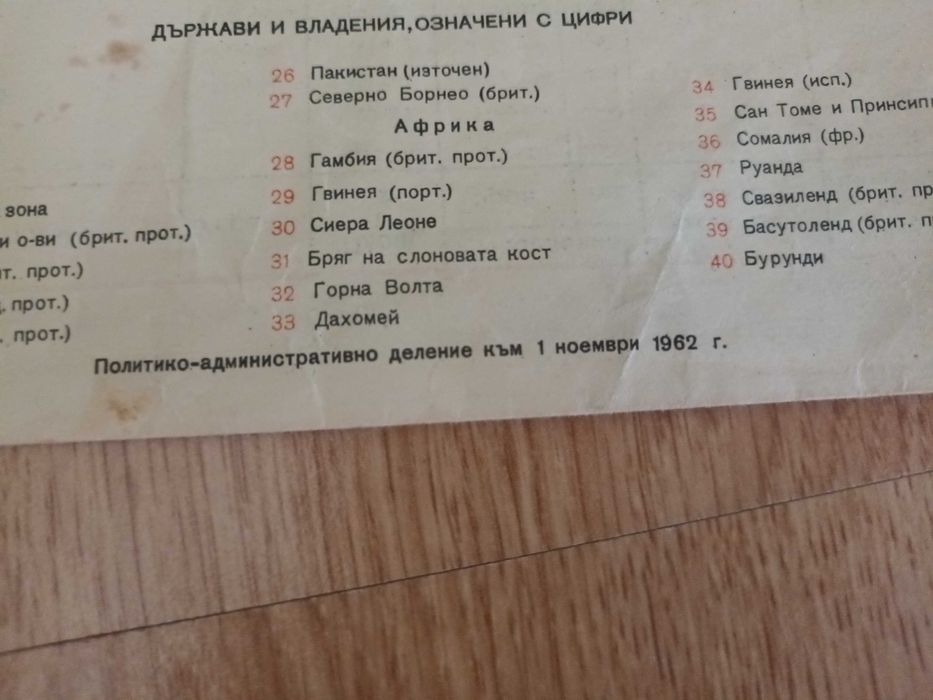 ДЪРЖАВИ И ВЛАДЕНИЯ, ОЗНАЧЕНИ С ЦИФРИ
зона
о-ви (брит. прот.)
прот.)
прот.)
прот.)
26 Пакистан (източен)
27 Северно Борнео (брит.)
Африка
28 Гамбия (брит. прот.)
29 Гвинея (порт.)
30 Сиера Леоне
31 Бряг на слоновата кост
32 Горна Волта
33 Дахомей
34 Гвинея (исп.)
35 Сан Томе и
36 Сомалия (фр.)
37 Руанда
38 Свазиленд (брит.
39 Басутоленд (брит.
40 Бурунди
Политико-административно деление към 1 ноември 1962 г.